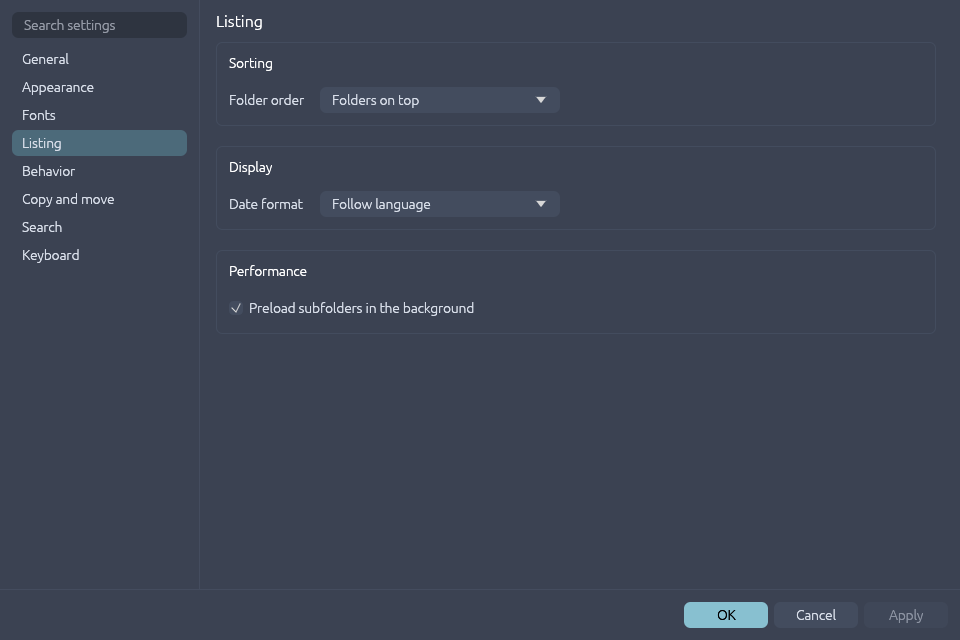 Search settings
General
Appearance
Fonts
Listing
Behavior
Copy and move
Search
Keyboard
Listing
Sorting
Folder order
Folders on top
Display
Date format
Follow language
Performance
Preload subfolders in the background
OK
Cancel
Apply